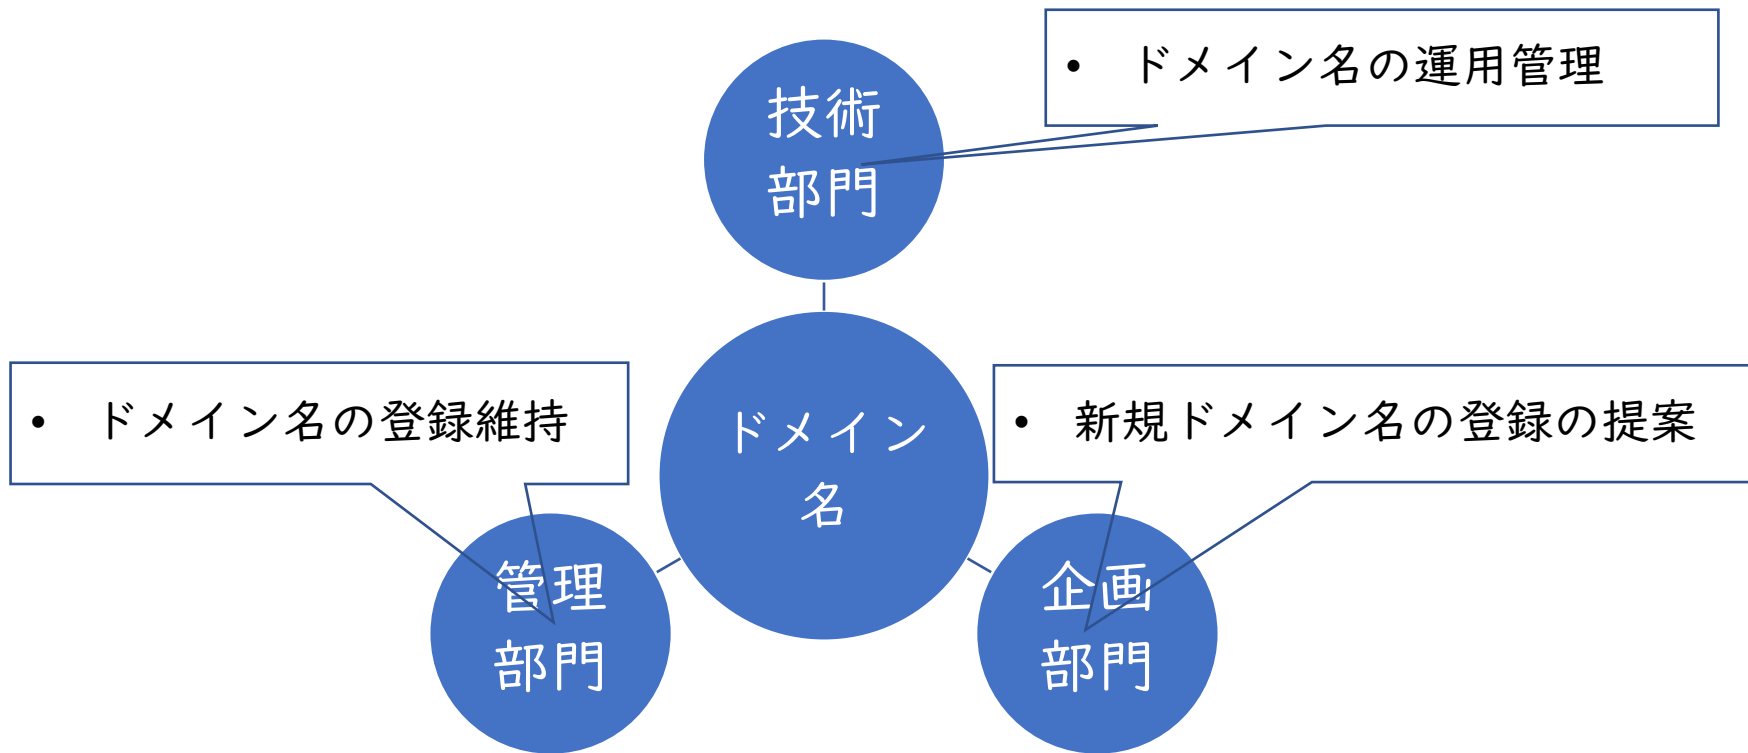 • ドメイン名の運用管理
技術
部門
• ドメイン名の登録維持
ドメイン
名
• 新規ドメイン名の登録の提案
管理
部門
企画
部門